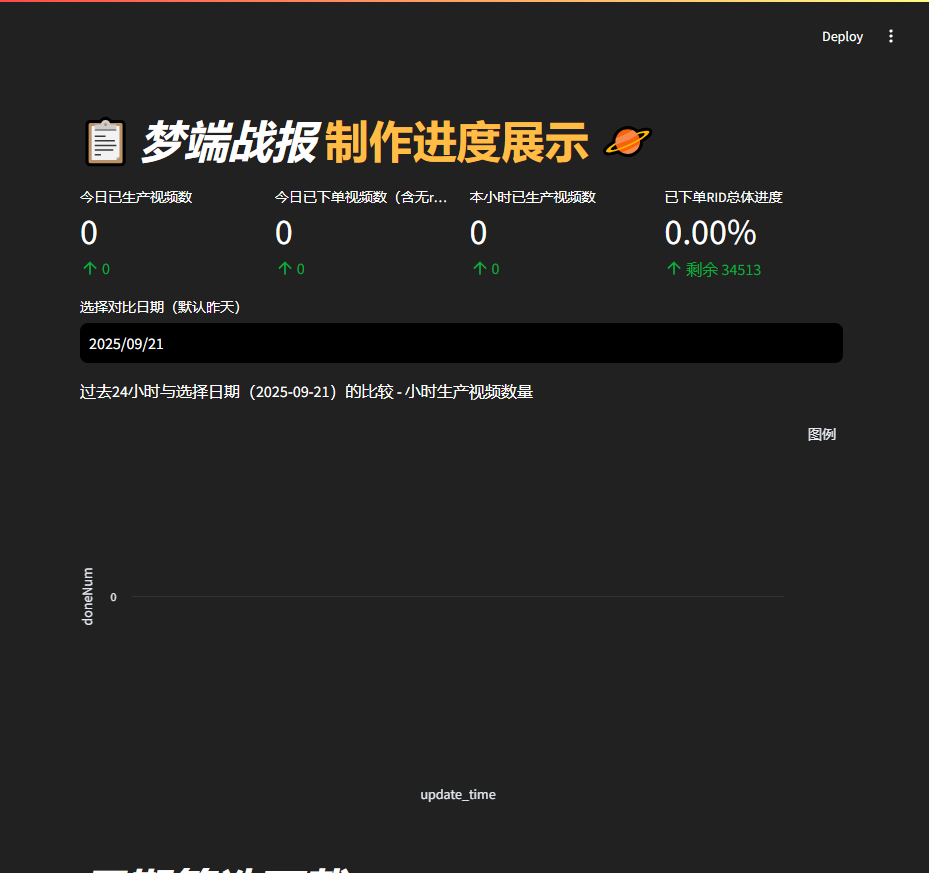 Deploy
梦端战报 制作进度展示
今日已生产视频数
0
0
今日已下单视频数（含无r…
0
0
本小时已生产视频数
0
0
已下单RID总体进度
0.00%
剩余 34513
选择对比日期（默认昨天）
2025/09/21
过去24小时与选择日期（2025-09-21）的比较 - 小时生产视频数量
图例
doneNum
0
update_time